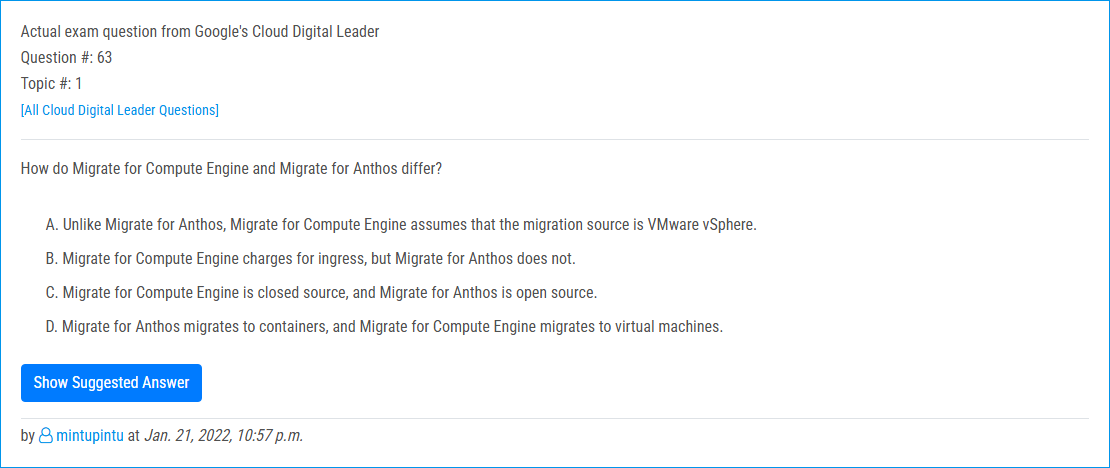 Actual exam question from Google's Cloud Digital Leader
Question #: 63
Topic #: 1
[All Cloud Digital Leader Questions]
How do Migrate for Compute Engine and Migrate for Anthos differ?
A. Unlike Migrate for Anthos, Migrate for Compute Engine assumes that the migration source is VMware vSphere.
B. Migrate for Compute Engine charges for ingress, but Migrate for Anthos does not.
C. Migrate for Compute Engine is closed source, and Migrate for Anthos is open source.
D. Migrate for Anthos migrates to containers, and Migrate for Compute Engine migrates to virtual machines.
Show Suggested Answer
by mintupintu at Jan. 21, 2022, 10:57 p.m.